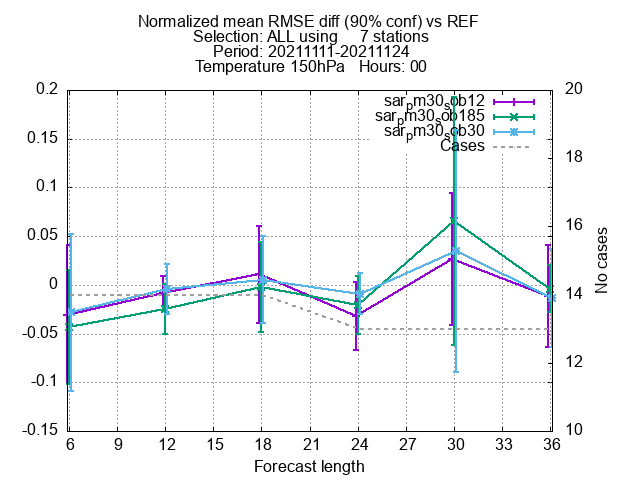 Normalized mean RMSE diff (90% conf) vs REF
Selection: ALL using 7 stations
Period: 20211111-20211124
Temperature 150hPa Hours: 00
0.2
0.15
0.1
0.05
0
-0.05
-0.1
-0.15
20
18
16
14
12
10
No cases
sarpm30sob12
sarpm30sob185
sarpm30sob30
Cases
6 9 12 15 18 21 24 27 30 33 36
Forecast length